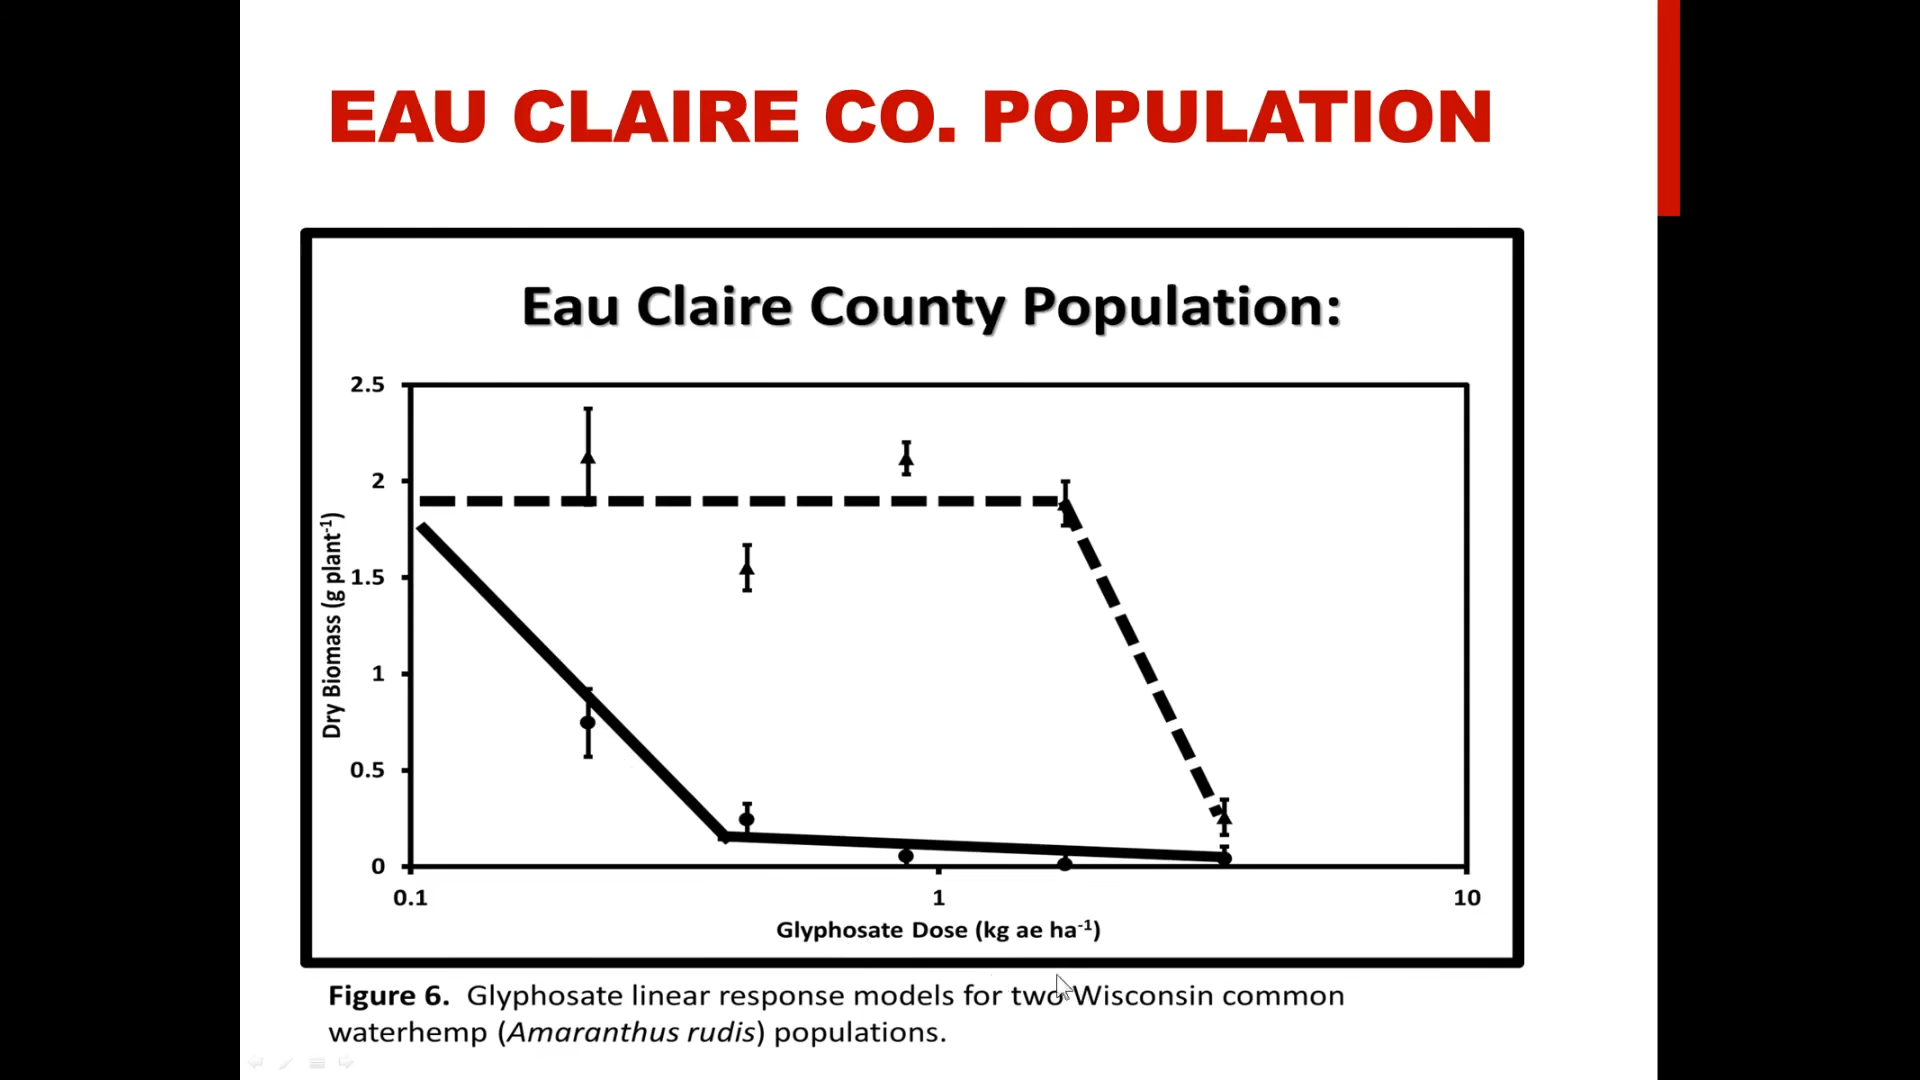 EAU CLAIRE CO. POPULATION
Eau Claire County Population:
2.5
2
1.5
1
0.5
0
Dry Biomass (g plant⁻¹)
0.1
1
10
Glyphosate Dose (kg ae ha⁻¹)
Figure 6. Glyphosate linear response models for two Wisconsin common
waterhemp (Amaranthus rudis) populations.